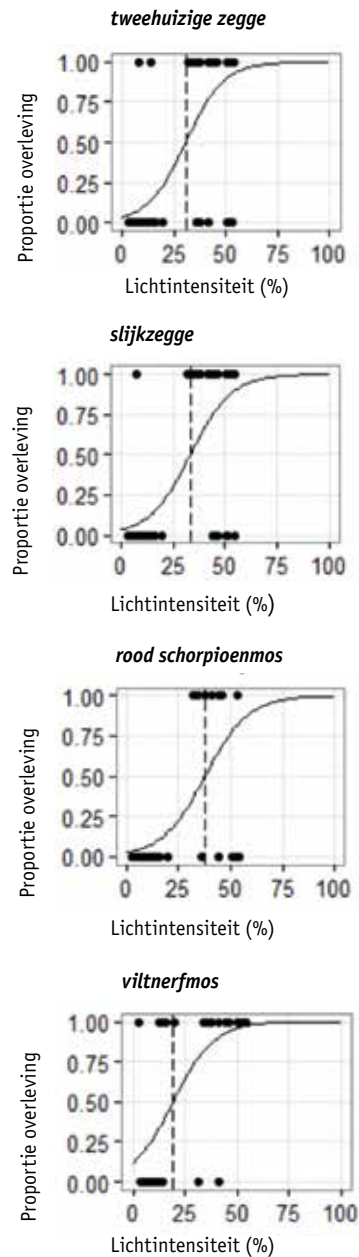 tweehuizige zegge
1.00
0.75
0.50
0.25
0.00
Proportie overleving
0 25 50 75 100
Lichtintensiteit (%)
slijkzegge
1.00
0.75
0.50
0.25
0.00
Proportie overleving
0 25 50 75 100
Lichtintensiteit (%)
rood schorpioenmos
1.00
0.75
0.50
0.25
0.00
Proportie overleving
0 25 50 75 100
Lichtintensiteit (%)
viltnerfmos
1.00
0.75
0.50
0.25
0.00
Proportie overleving
0 25 50 75 100
Lichtintensiteit (%)